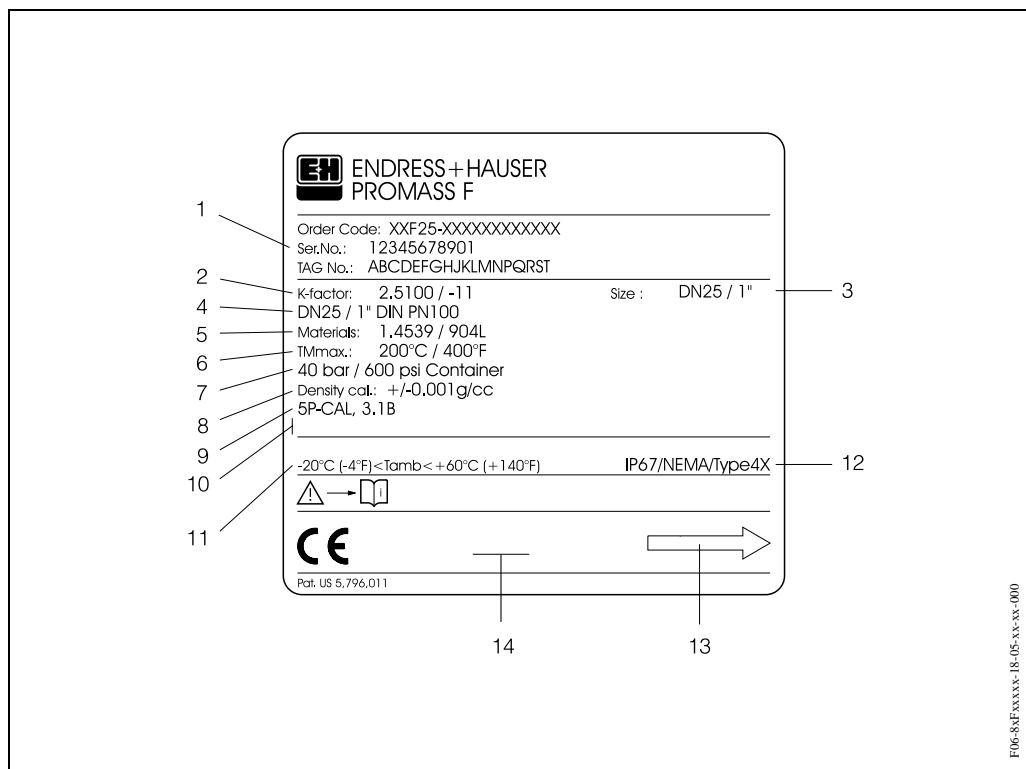 E+H ENDRESS+HAUSER
PROMASS F
Order Code: XXF25-XXXXXXXXXXXX
1 Ser.No.: 12345678901
TAG No.: ABCDEFGHJKLMNPQRST
2 K-factor: 2.5100 / -11 Size : DN25 / 1" 3
4 DN25 / 1" DIN PN100
5 Materials: 1.4539 / 904L
6 TMmax.: 200°C / 400°F
7 40 bar / 600 psi Container
8 Density cal.: +/-0.001g/cc
9 5P-CAL, 3.1B
10
11 -20°C (-4°F)<Tamb<+60°C (+140°F) IP67/NEMA/Type4X 12
i
CE
Pat. US 5,796,011
14 13
F06-8xFxxxxx-18-05-xx-xx-000